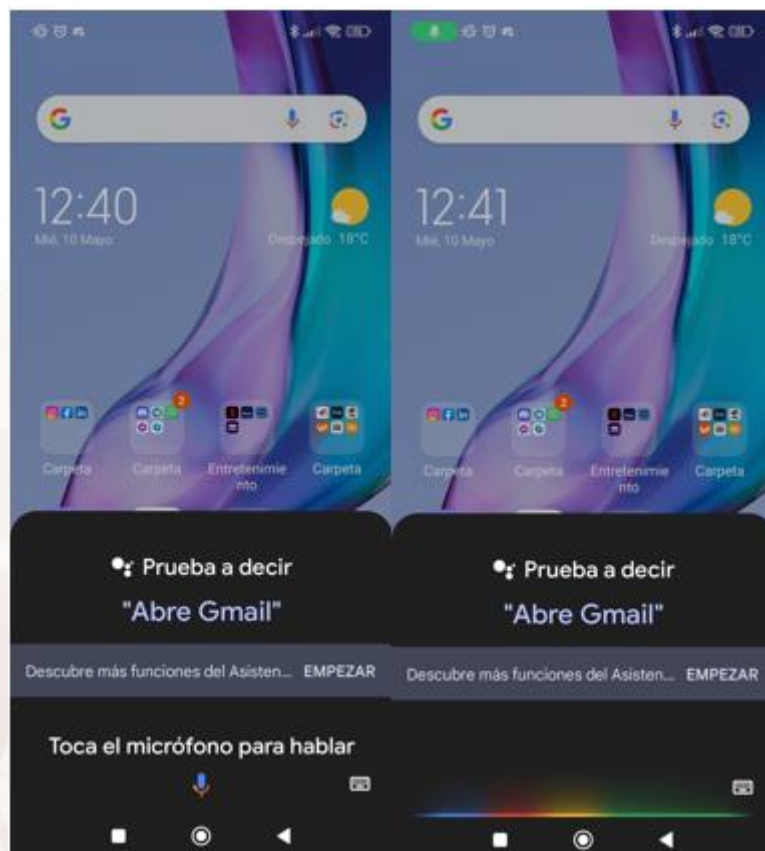 12:40
Mié, 10 Mayo
Despejado 18°C
Carpeta
2
Carpeta
Entretenimie
nto
Carpeta
Prueba a decir
"Abre Gmail"
Descubre más funciones del Asisten... EMPEZAR
Toca el micrófono para hablar
12:41
Mié, 10 Mayo
Despejado 18°C
Carpeta
2
Carpeta
Entretenimie
nto
Carpeta
Prueba a decir
"Abre Gmail"
Descubre más funciones del Asisten... EMPEZAR